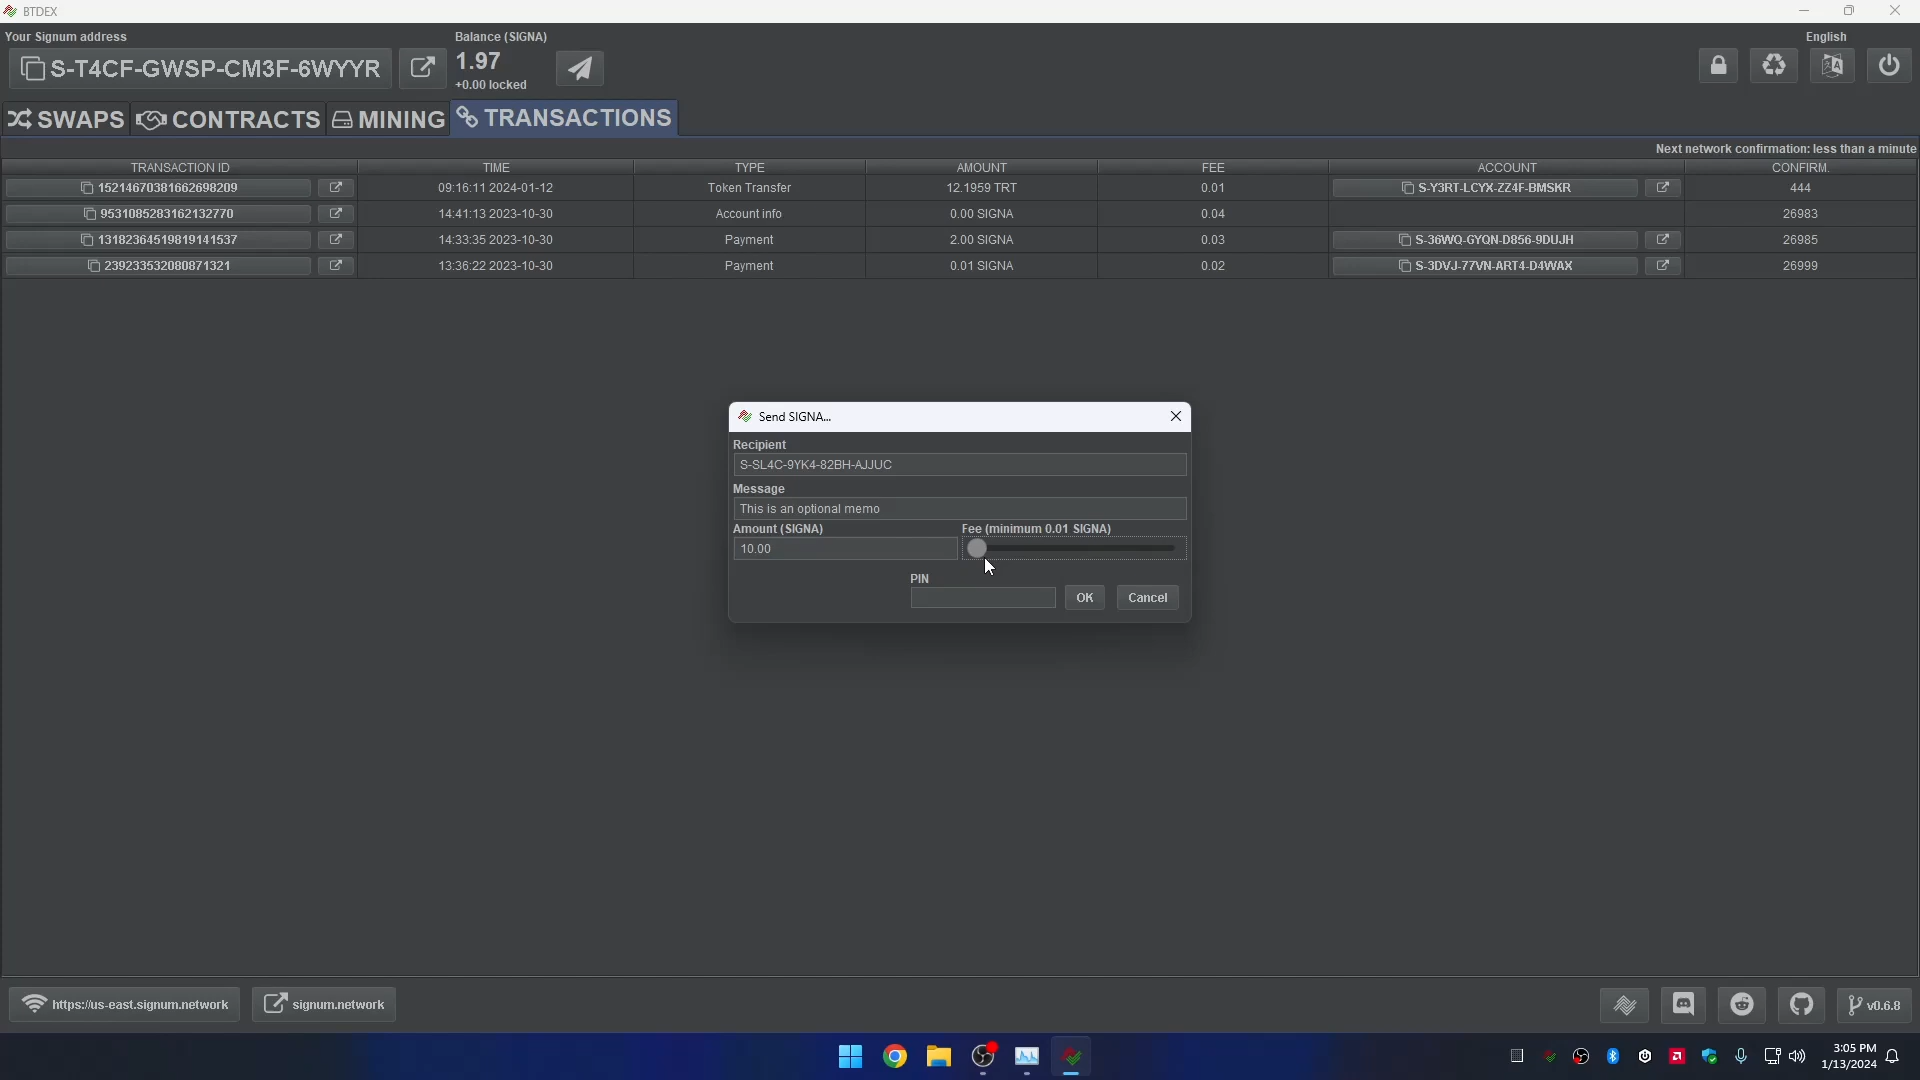 BTDEX
Your Signum address
Balance (SIGNA)
English
S-T4CF-GWSP-CM3F-6WYYR
1.97
+0.00 locked
SWAPS
CONTRACTS
MINING
TRANSACTIONS
Next network confirmation: less than a minute
TRANSACTION ID TIME TYPE AMOUNT FEE ACCOUNT CONFIRM.
15214670381662698209 09:16:11 2024-01-12 Token Transfer 12.1959 TRT 0.01 S-Y3RT-LCYX-ZZ4F-BMSKR 444
9531085283162132770 14:41:13 2023-10-30 Account info 0.00 SIGNA 0.04 26983
13182364519819141537 14:33:35 2023-10-30 Payment 2.00 SIGNA 0.03 S-36WQ-GYQN-D856-9DUJH 26985
239233532080871321 13:36:22 2023-10-30 Payment 0.01 SIGNA 0.02 S-3DVJ-77VN-ART4-D4WAX 26999
Send SIGNA...
Recipient
S-SL4C-9YK4-82BH-AJJUC
Message
This is an optional memo
Amount (SIGNA) Fee (minimum 0.01 SIGNA)
10.00
PIN
OK Cancel
https://us-east.signum.network
signum.network
v0.6.8
3:05 PM
1/13/2024